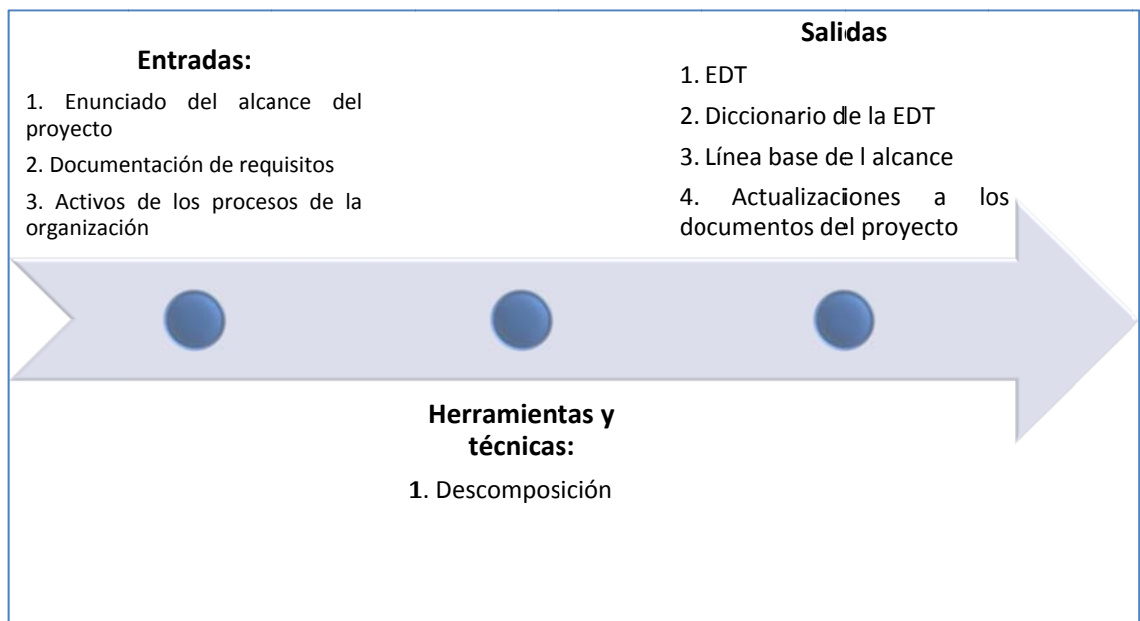 Entradas:
1. Enunciado del alcance del
proyecto
2. Documentación de requisitos
3. Activos de los procesos de la
organización
Herramientas y
técnicas:
1. Descomposición
Salidas
1. EDT
2. Diccionario de la EDT
3. Línea base de l alcance
4. Actualizaciones a los
documentos del proyecto